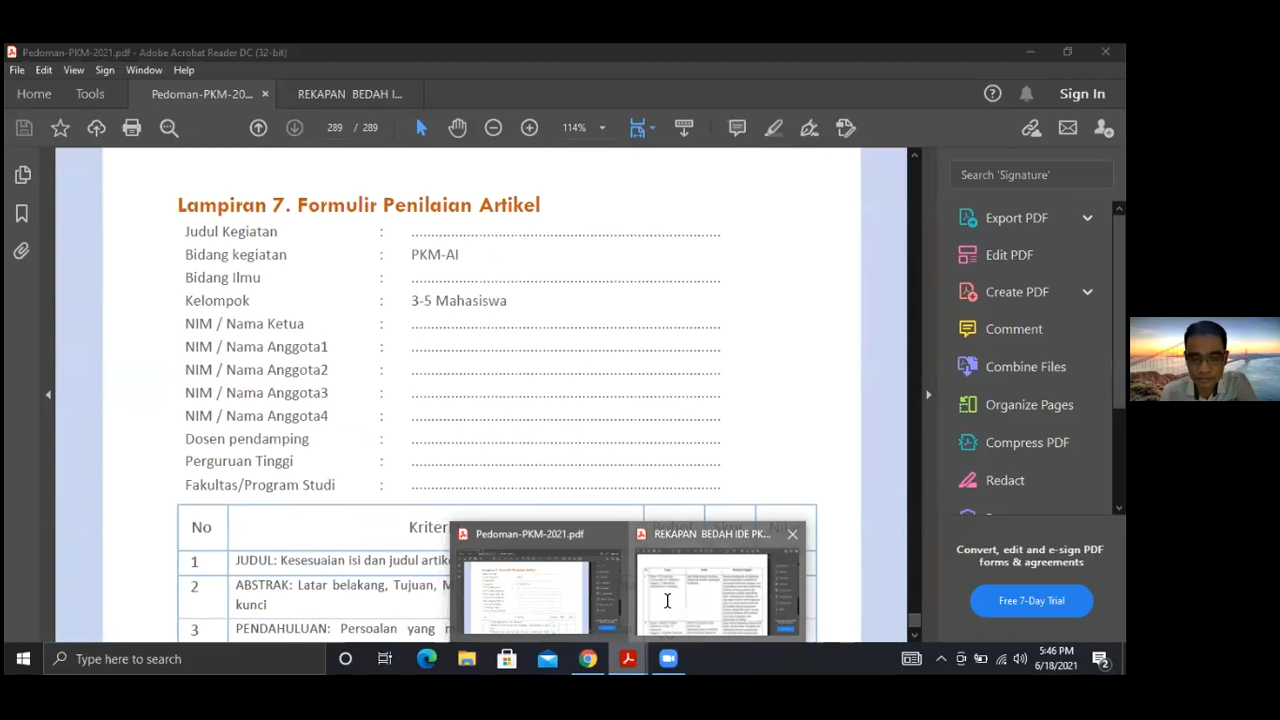 Pedoman-PKM-2021.pdf - Adobe Acrobat Reader DC (32-bit)
File Edit View Sign Window Help
Home Tools Pedoman-PKM-20... × REKAPAN BEDAH I... Sign In
289 / 289 114%
Search 'Signature'
Export PDF
Edit PDF
Create PDF
Comment
Combine Files
Organize Pages
Compress PDF
Redact
Convert, edit and e-sign PDF
forms & agreements
Free 7-Day Trial
Lampiran 7. Formulir Penilaian Artikel
Judul Kegiatan : ................................................................................
Bidang kegiatan : PKM-AI
Bidang Ilmu : ................................................................................
Kelompok : 3-5 Mahasiswa
NIM / Nama Ketua : ................................................................................
NIM / Nama Anggota1 : ................................................................................
NIM / Nama Anggota2 : ................................................................................
NIM / Nama Anggota3 : ................................................................................
NIM / Nama Anggota4 : ................................................................................
Dosen pendamping : ................................................................................
Perguruan Tinggi : ................................................................................
Fakultas/Program Studi : ................................................................................
No
1 JUDUL: Kesesuaian isi dan judul
2 ABSTRAK: Latar belakang, Tujuan,
kunci
3 PENDAHULUAN: Persoalan yang
Pedoman-PKM-2021.pdf
REKAPAN BEDAH IDE PK...
Type here to search
5:46 PM
6/18/2021
2